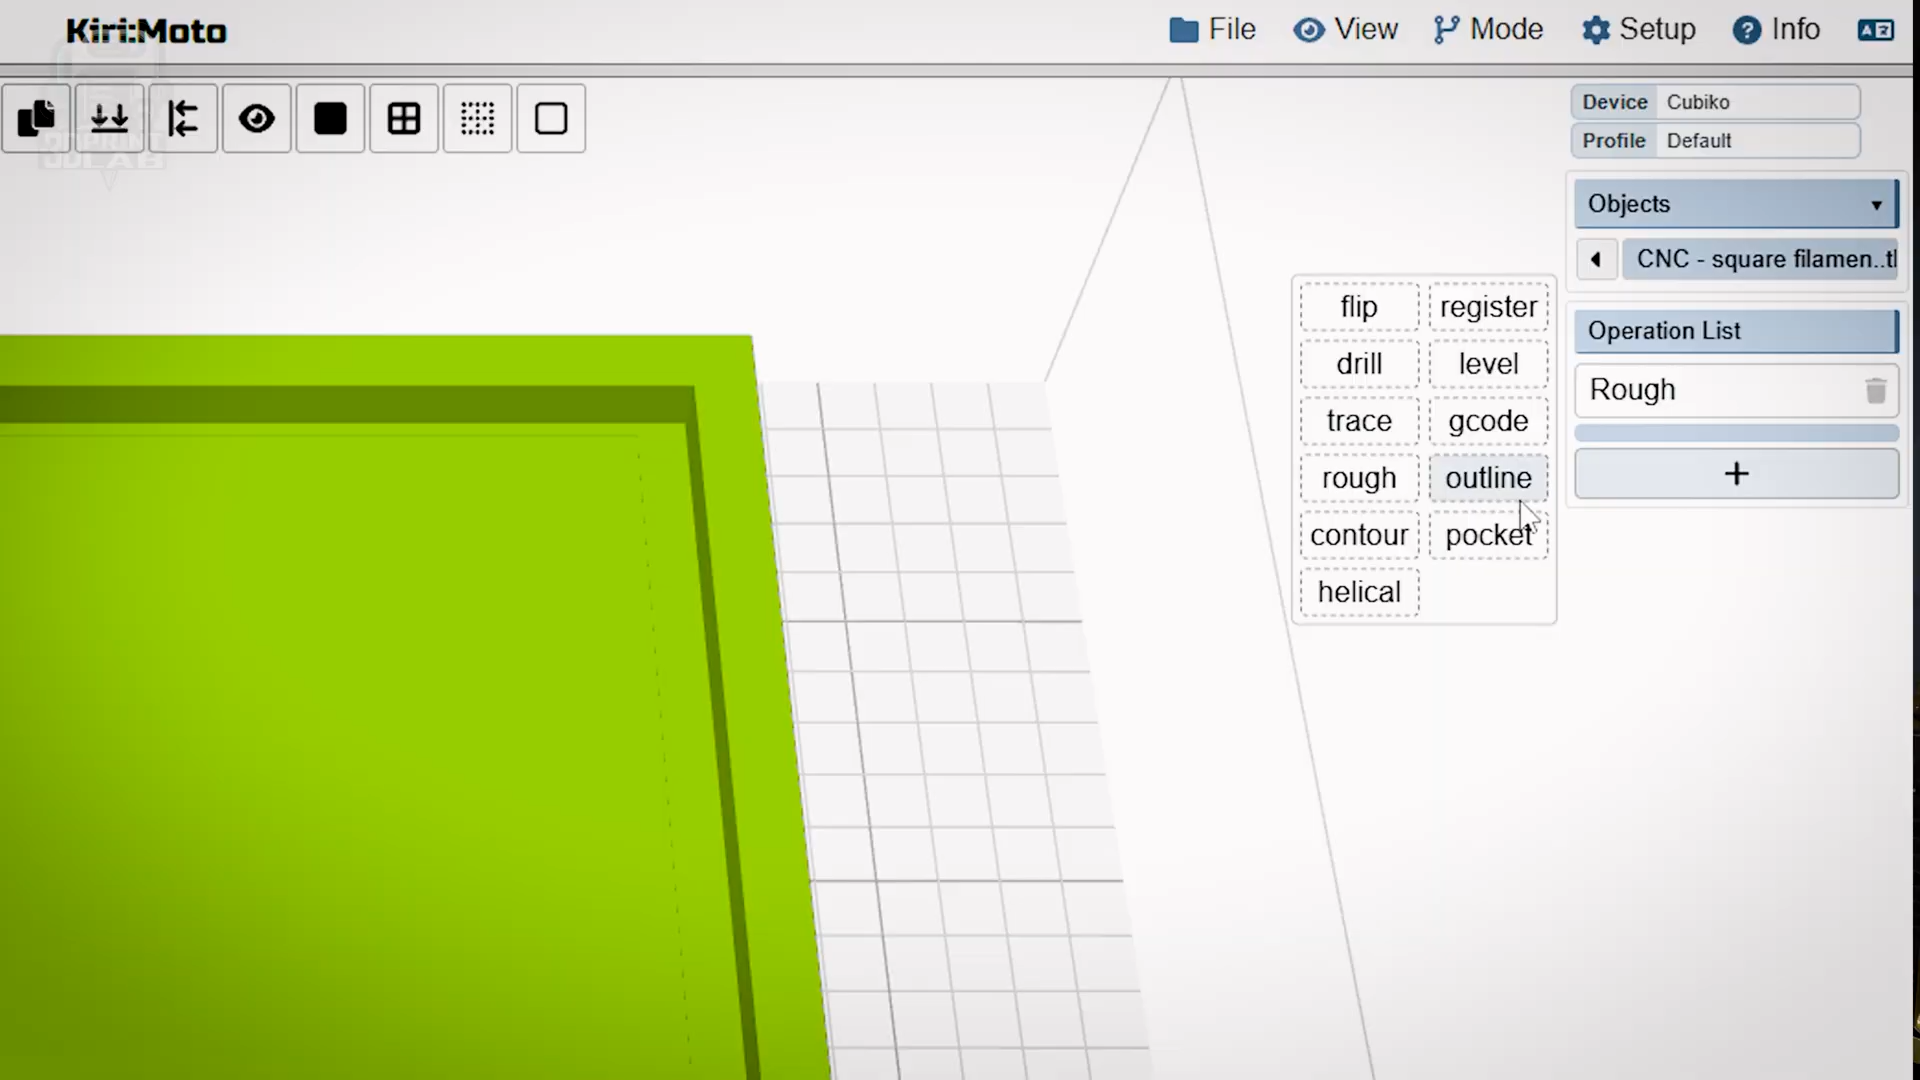 Kiri:Moto
File
View
Mode
Setup
Info
Device Cubiko
Profile Default
Objects
CNC - square filamen..tl
Operation List
Rough
+
flip register
drill level
trace gcode
rough outline
contour pocket
helical